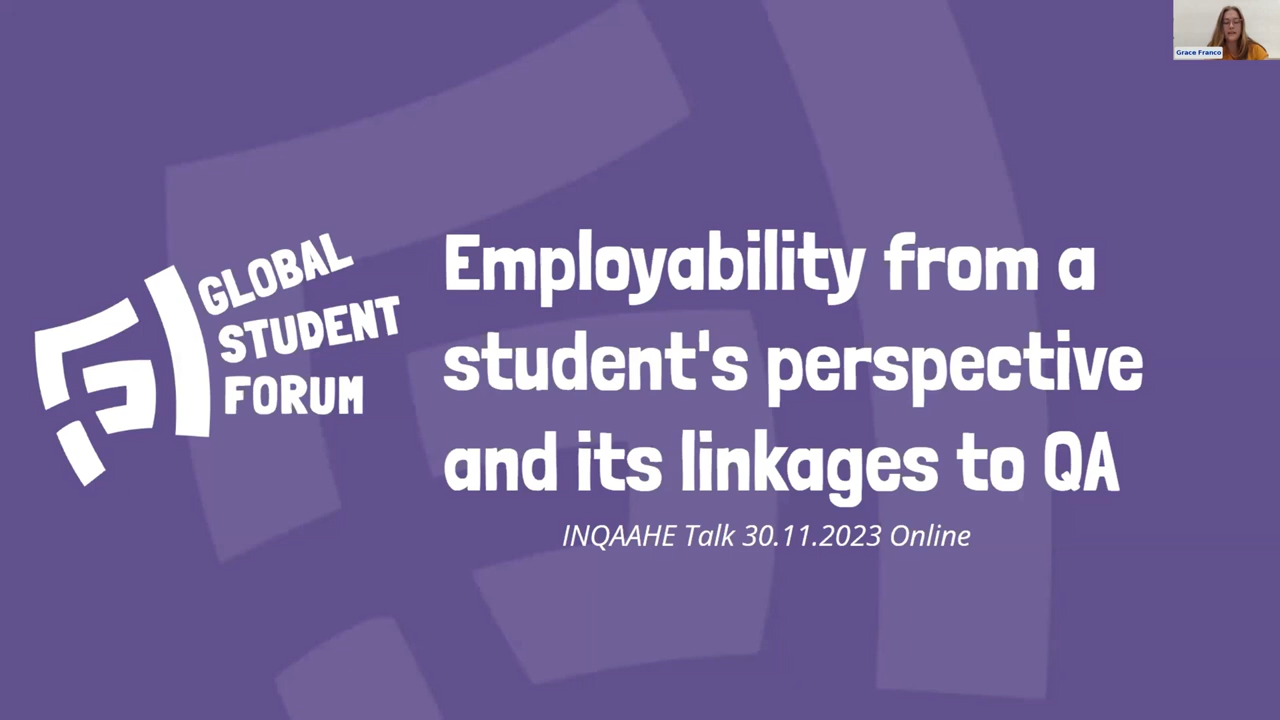 Grace Franco
GLOBAL
STUDENT
FORUM
Employability from a
student's perspective
and its linkages to QA
INQAAHE Talk 30.11.2023 Online